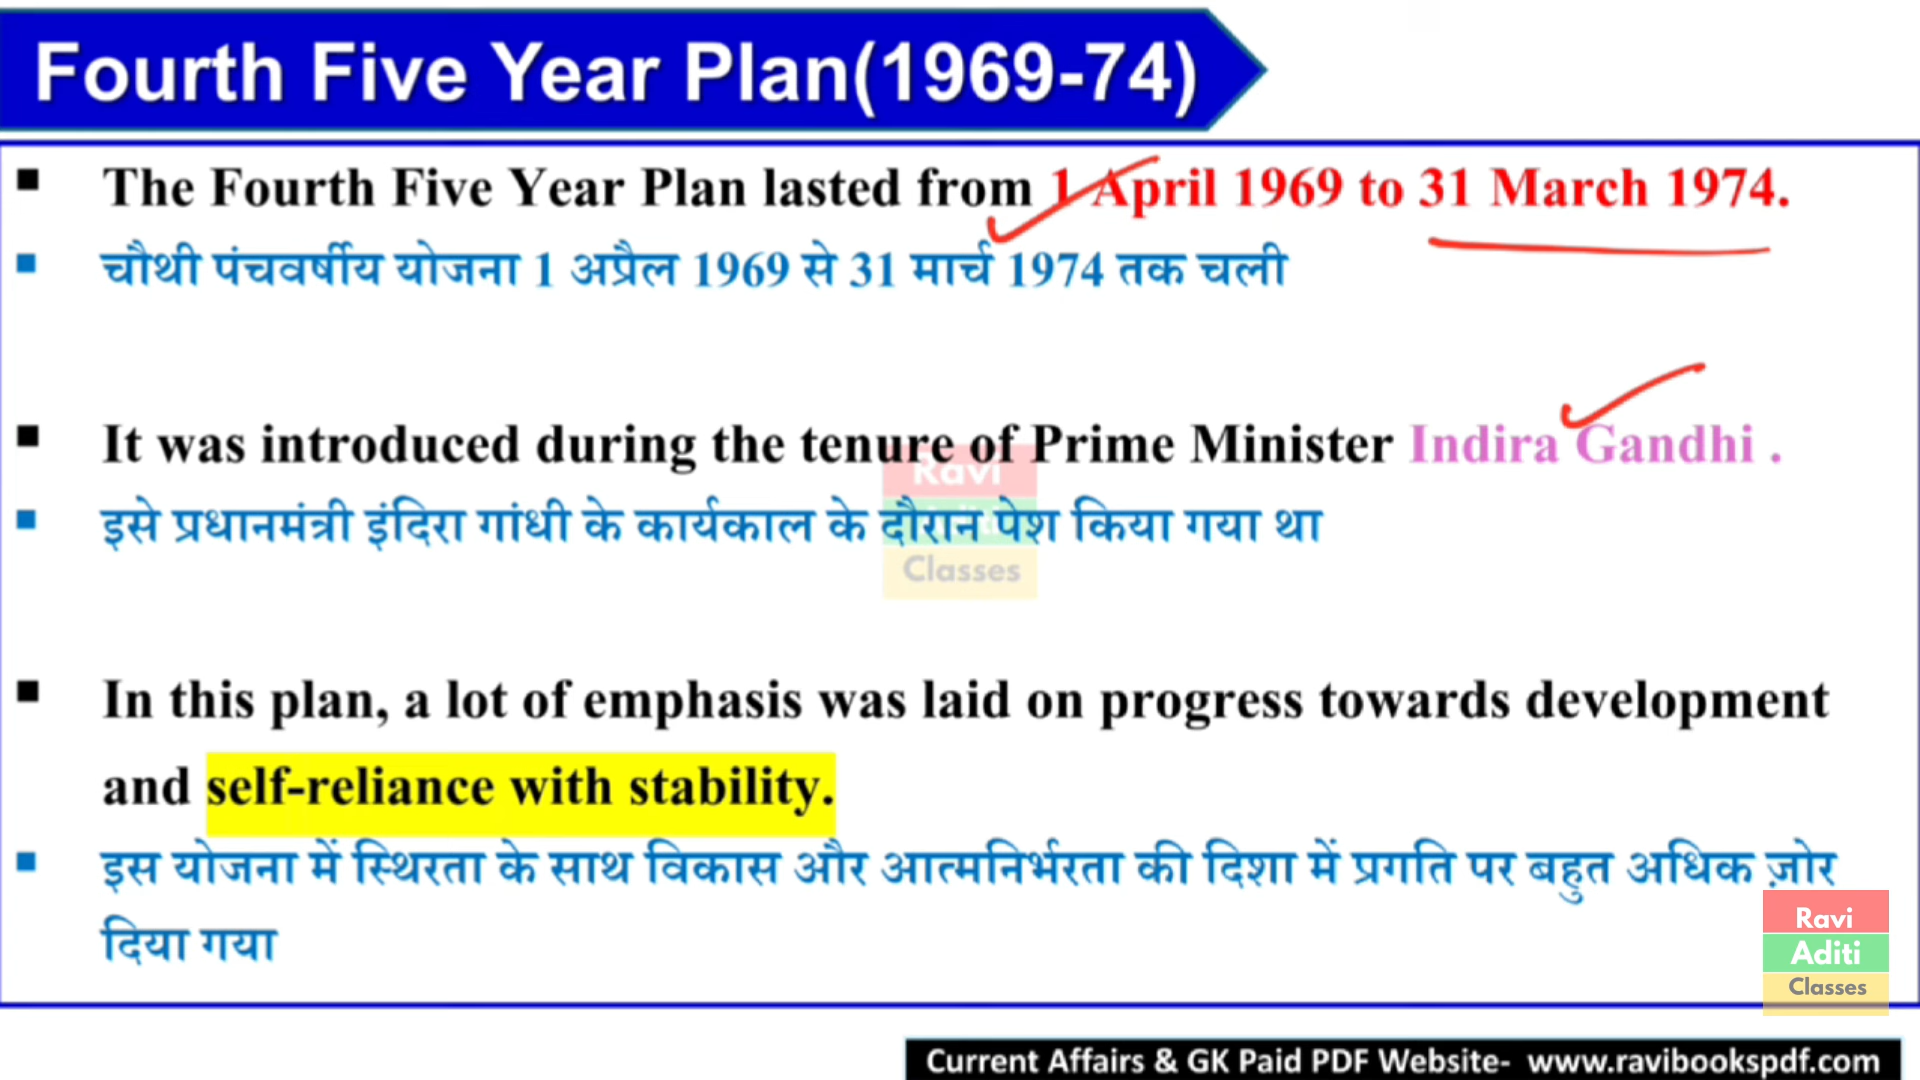 Fourth Five Year Plan(1969-74)
The Fourth Five Year Plan lasted from 1 April 1969 to 31 March 1974.
चौथी पंचवर्षीय योजना 1 अप्रैल 1969 से 31 मार्च 1974 तक चली
It was introduced during the tenure of Prime Minister Indira Gandhi .
इसे प्रधानमंत्री इंदिरा गांधी के कार्यकाल के दौरान पेश किया गया था
Ravi
Aditi
Classes
In this plan, a lot of emphasis was laid on progress towards development
and self-reliance with stability.
इस योजना में स्थिरता के साथ विकास और आत्मनिर्भरता की दिशा में प्रगति पर बहुत अधिक ज़ोर
दिया गया
Ravi
Aditi
Classes
Current Affairs & GK Paid PDF Website- www.ravibookspdf.com